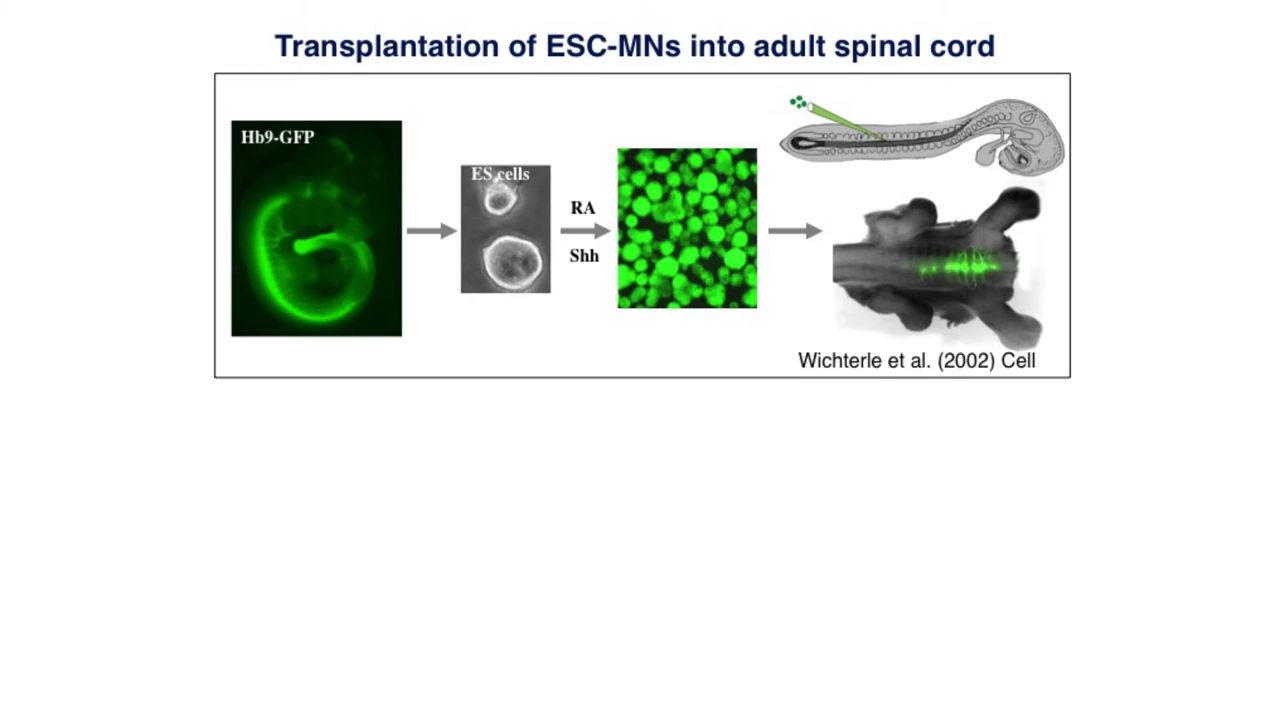 Transplantation of ESC-MNs into adult spinal cord
Hb9-GFP
ES cells
RA
Shh
Wichterle et al. (2002) Cell